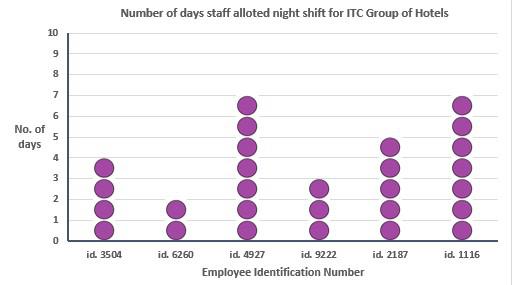 Number of days staff alloted night shift for ITC Group of Hotels
10
9
8
7
6
5
4
3
2
1
0
No. of
days
id. 3504 id. 6260 id. 4927 id. 9222 id. 2187 id. 1116
Employee Identification Number